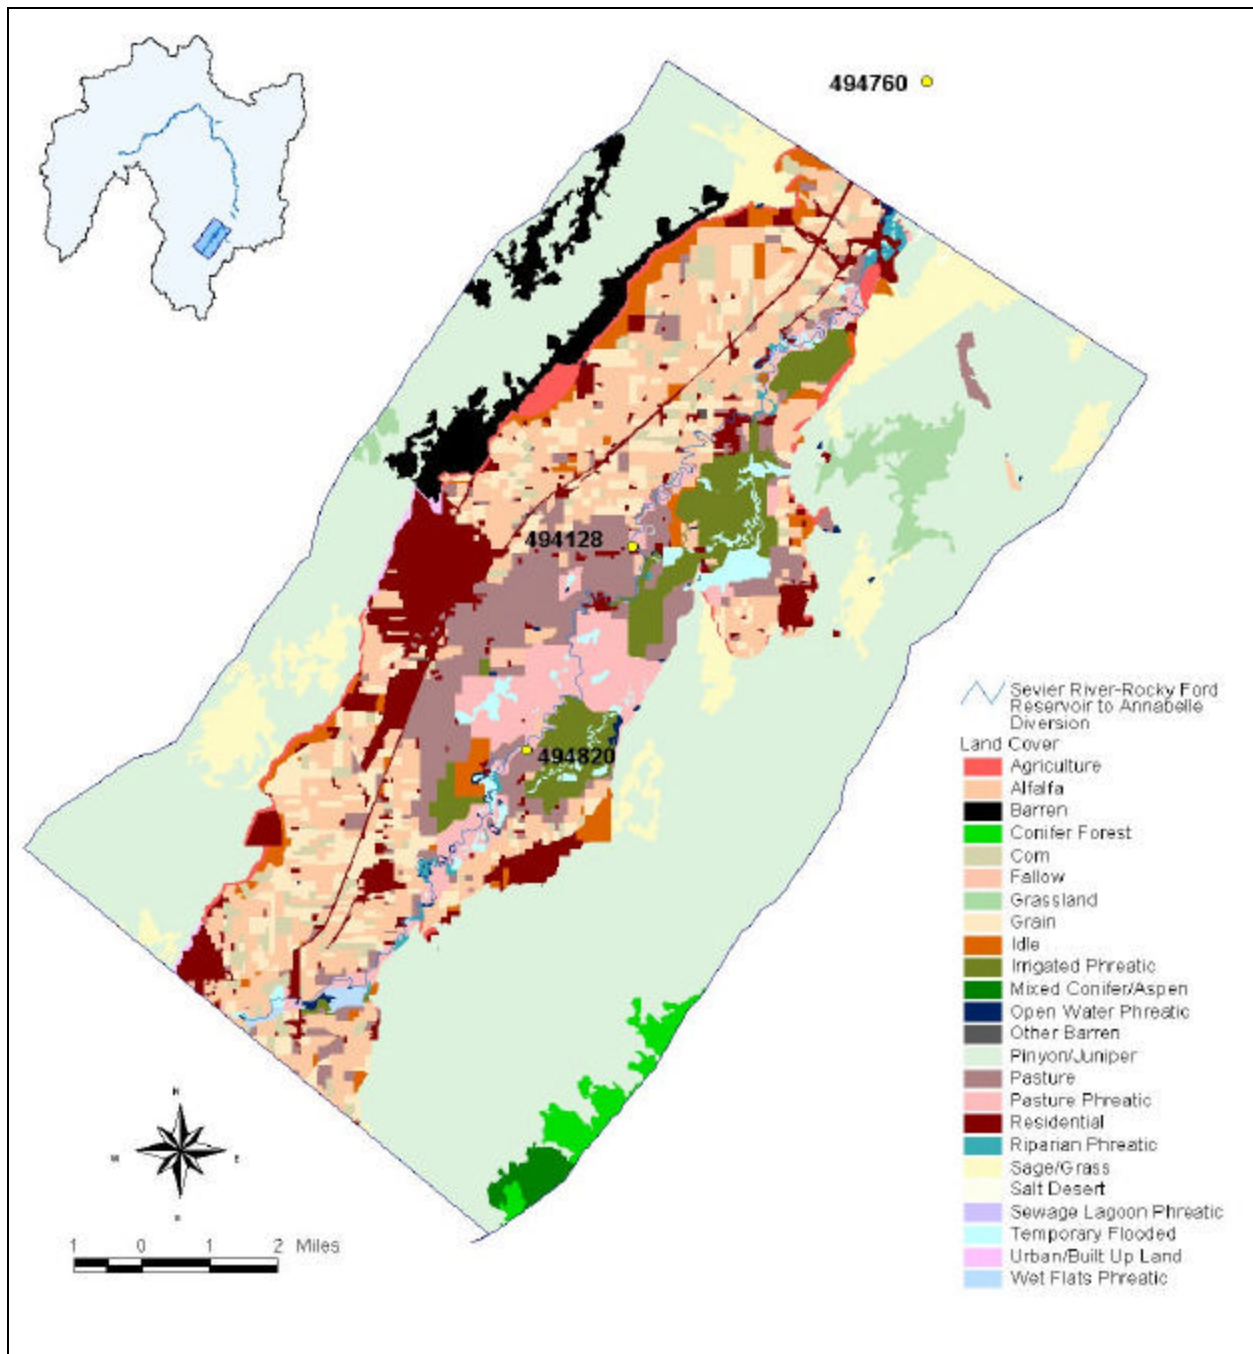 494760
494128
494820
Sevier River-Rocky Ford
Reservoir to Annabelle
Diversion
Land Cover
Agriculture
Alfalfa
Barren
Conifer Forest
Corn
Fallow
Grassland
Grain
Idle
Irrigated Phreatic
Mixed Conifer/Aspen
Open Water Phreatic
Other Barren
Pinyon/Juniper
Pasture
Pasture Phreatic
Residential
Riparian Phreatic
Sage/Grass
Salt Desert
Sewage Lagoon Phreatic
Temporary Flooded
Urban/Built Up Land
Wet Flats Phreatic
N
W E
S
1 0 1 2 Miles